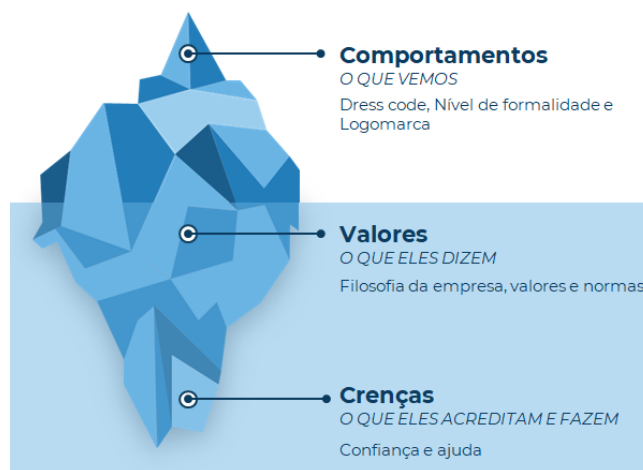 Comportamentos
O QUE VEMOS
Dress code, Nível de formalidade e
Logomarca
Valores
O QUE ELES DIZEM
Filosofia da empresa, valores e normas
Crenças
O QUE ELES ACREDITAM E FAZEM
Confiança e ajuda